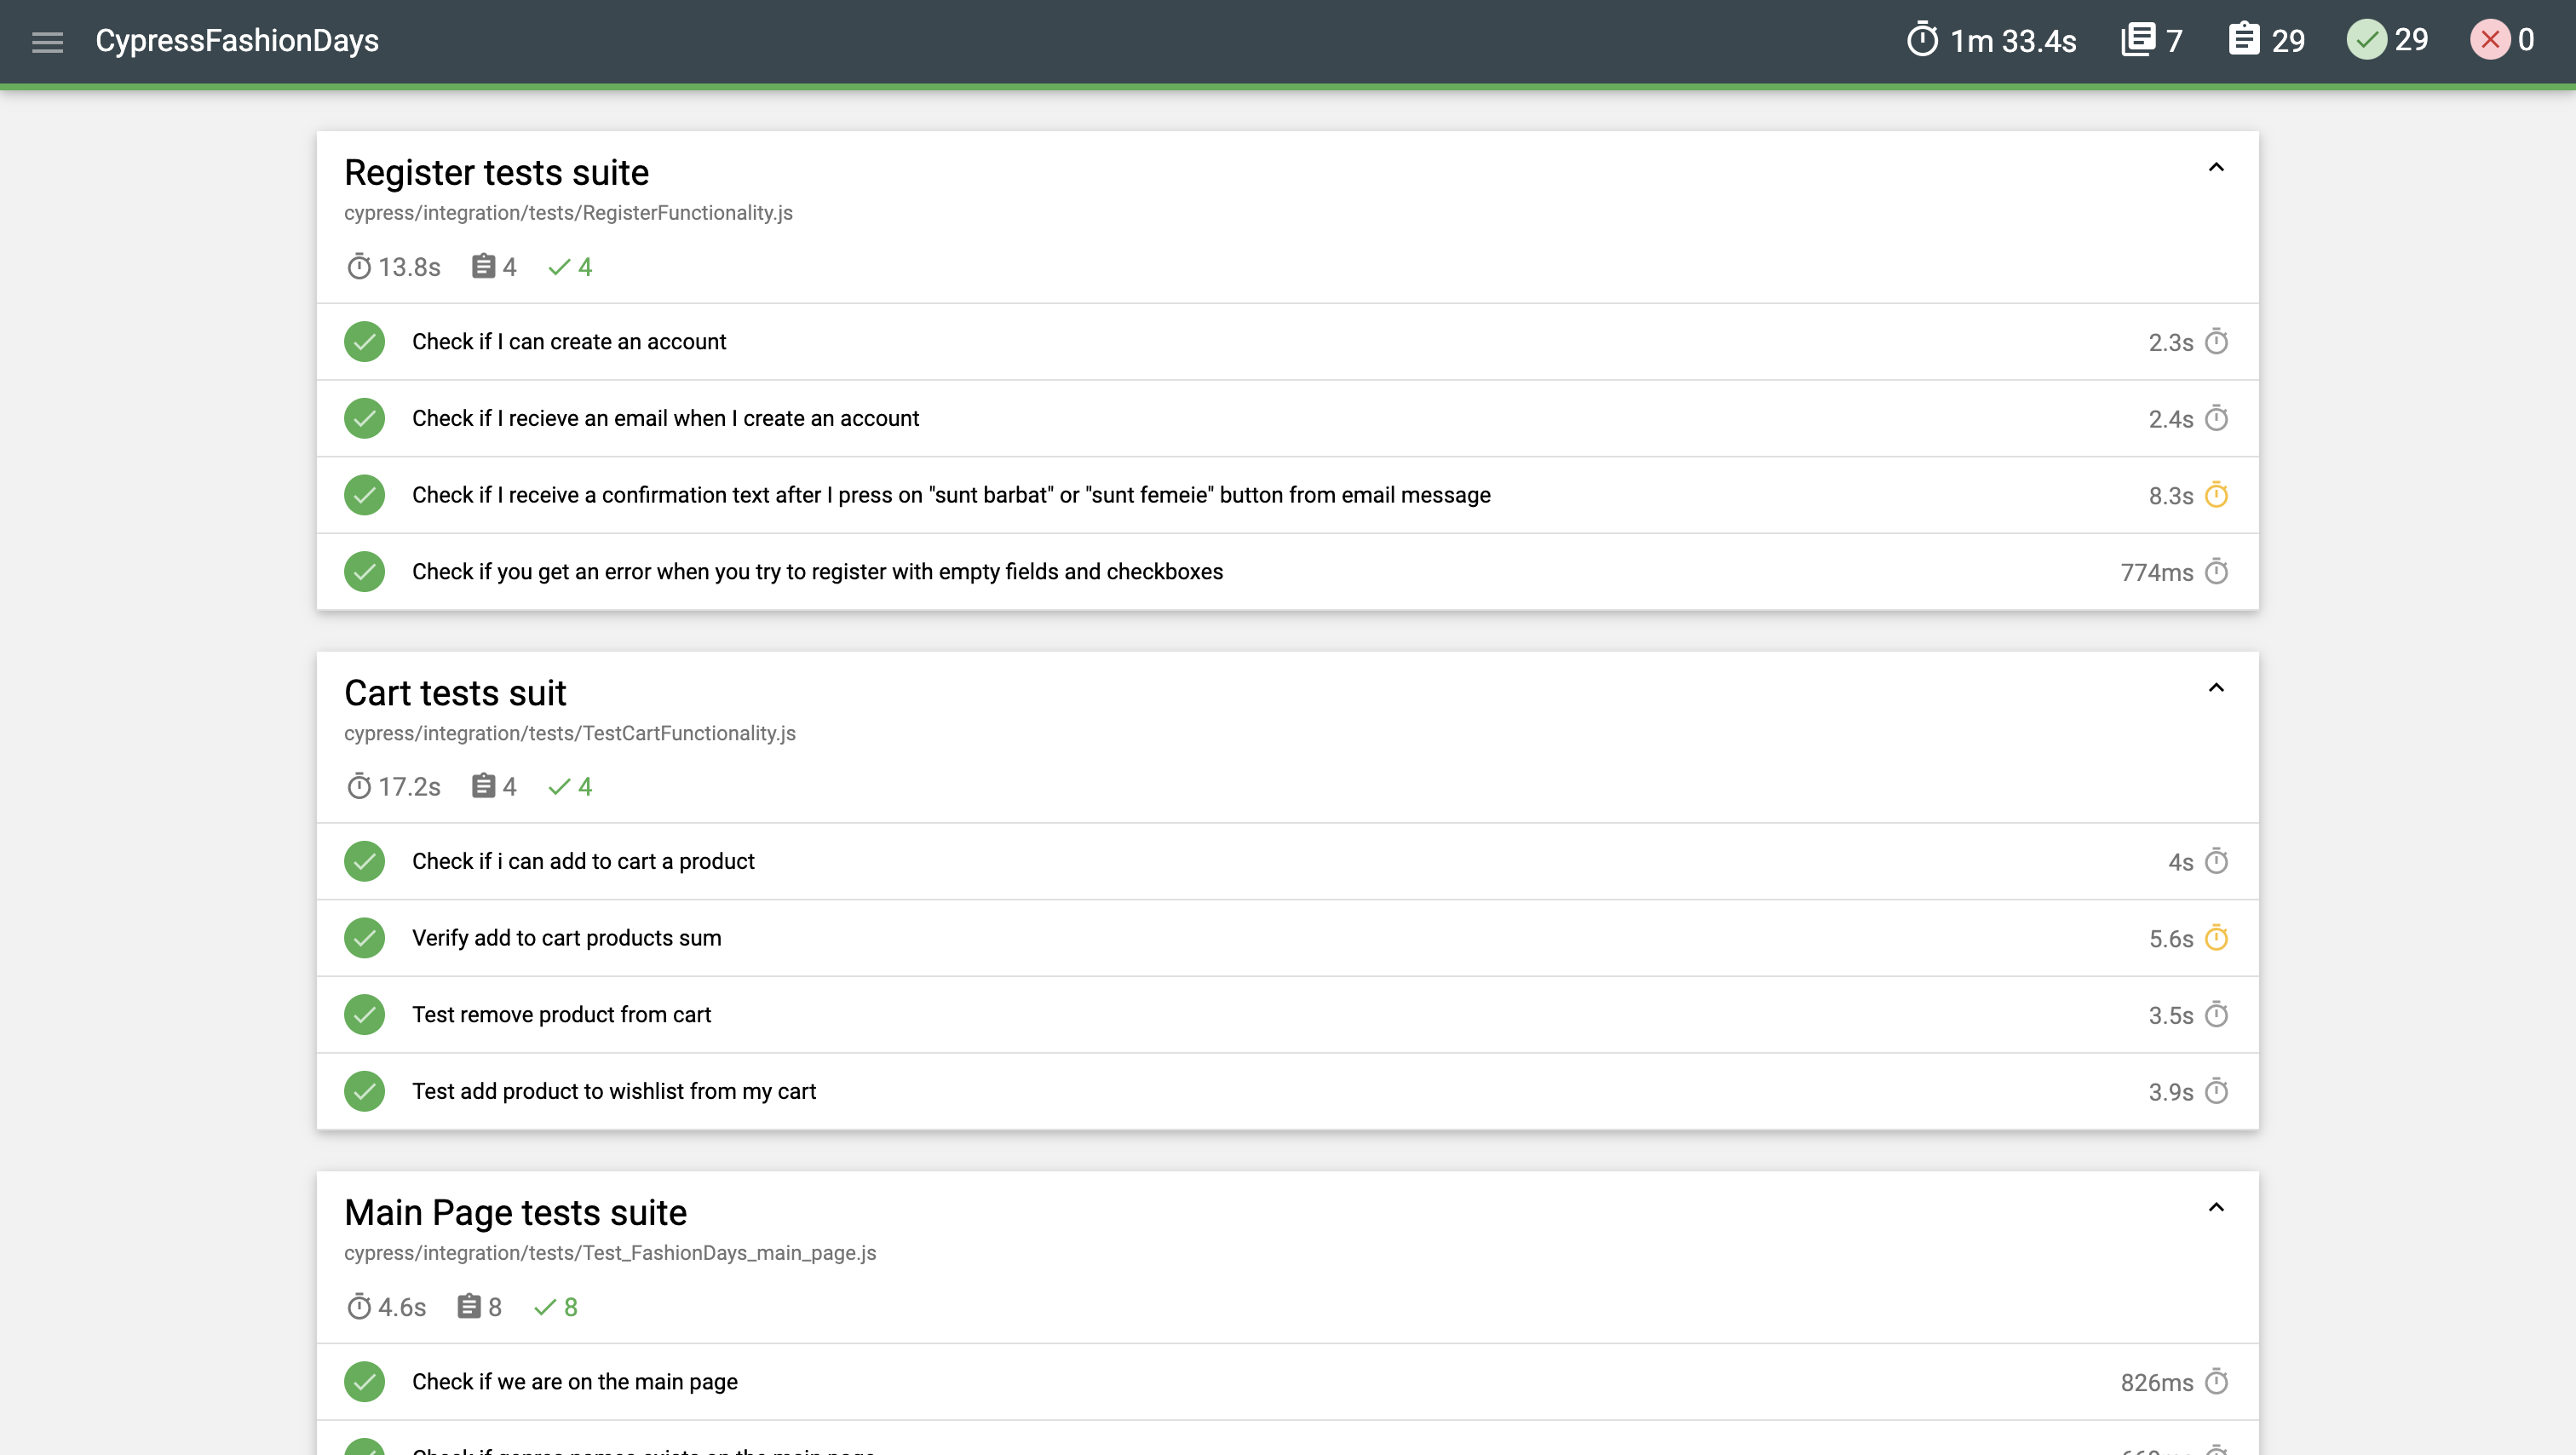 CypressFashionDays
1m 33.4s 7 29 29 0
Register tests suite
cypress/integration/tests/RegisterFunctionality.js
13.8s 4 4
Check if I can create an account 2.3s
Check if I recieve an email when I create an account 2.4s
Check if I receive a confirmation text after I press on "sunt barbat" or "sunt femeie" button from email message 8.3s
Check if you get an error when you try to register with empty fields and checkboxes 774ms
Cart tests suit
cypress/integration/tests/TestCartFunctionality.js
17.2s 4 4
Check if i can add to cart a product 4s
Verify add to cart products sum 5.6s
Test remove product from cart 3.5s
Test add product to wishlist from my cart 3.9s
Main Page tests suite
cypress/integration/tests/Test_FashionDays_main_page.js
4.6s 8 8
Check if we are on the main page 826ms